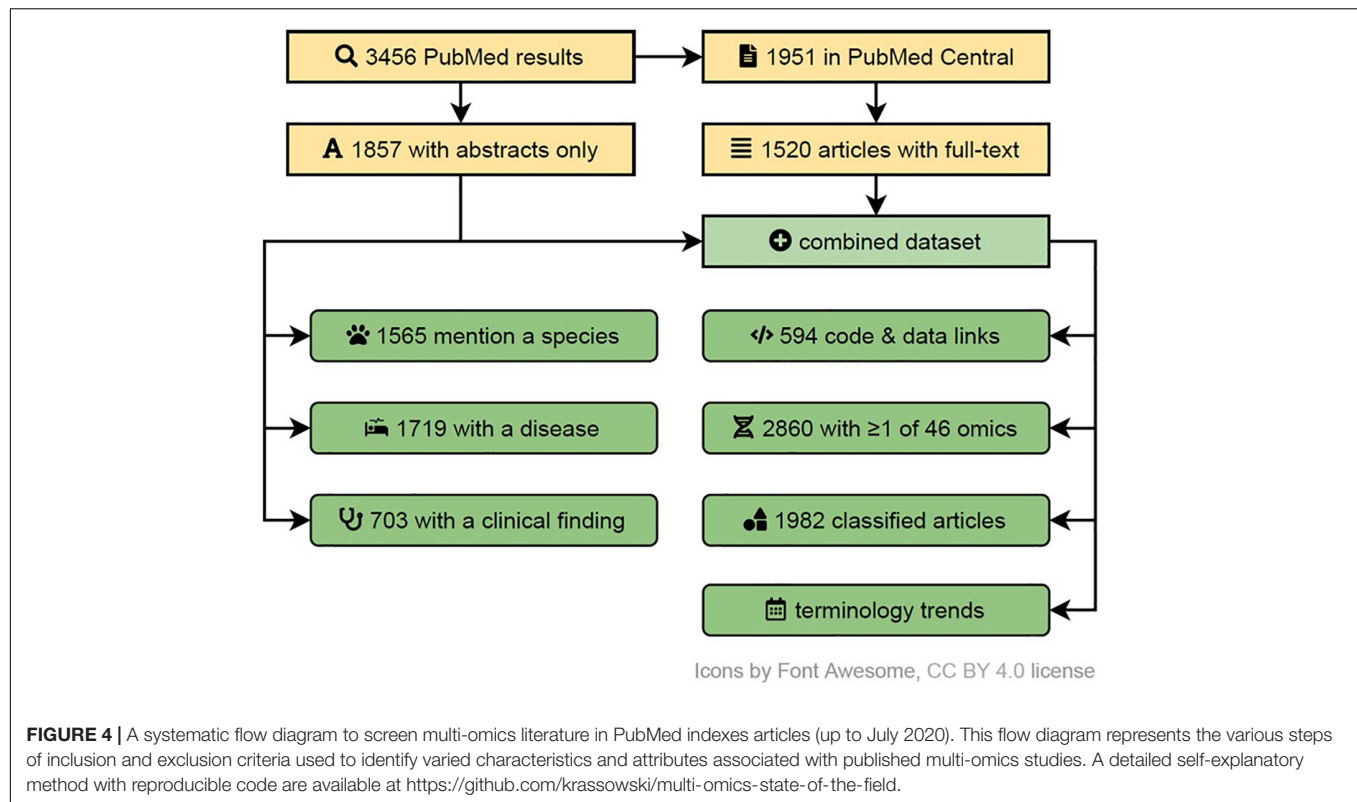 3456 PubMed results
1951 in PubMed Central
1857 with abstracts only
1520 articles with full-text
combined dataset
1565 mention a species
594 code & data links
1719 with a disease
2860 with ≥1 of 46 omics
703 with a clinical finding
1982 classified articles
terminology trends
Icons by Font Awesome, CC BY 4.0 license
FIGURE 4 | A systematic flow diagram to screen multi-omics literature in PubMed indexes articles (up to July 2020). This flow diagram represents the various steps
of inclusion and exclusion criteria used to identify varied characteristics and attributes associated with published multi-omics studies. A detailed self-explanatory
method with reproducible code are available at https://github.com/krassowski/multi-omics-state-of-the-field.